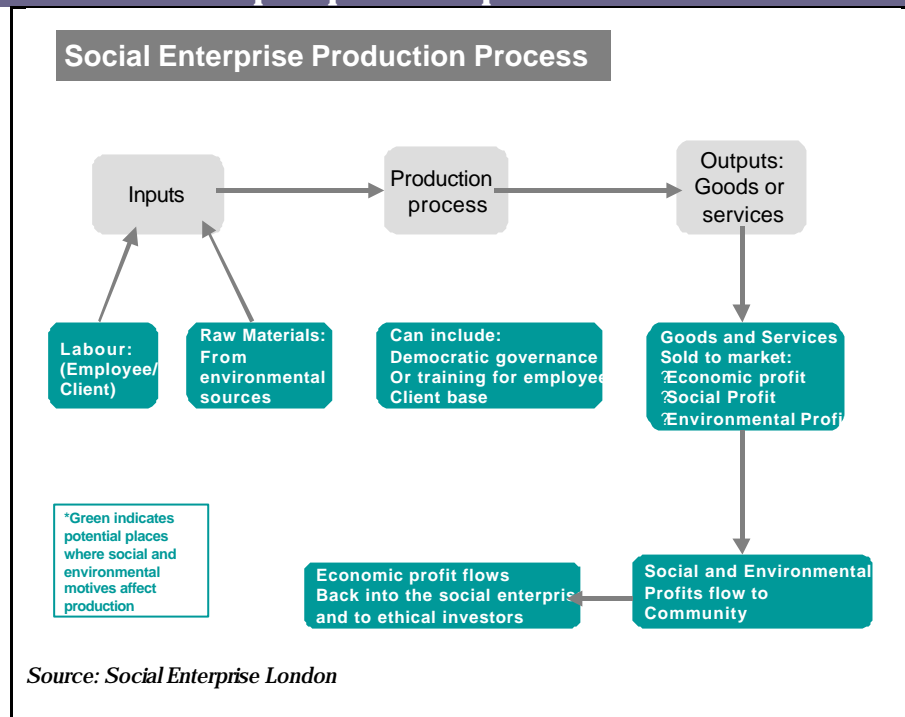 Social Enterprise Production Process
Inputs
Production
process
Outputs:
Goods or
services
Labour:
(Employee/
Client)
Raw Materials:
From
environmental
sources
Can include:
Democratic governance
Or training for employee
Client base
Goods and Services
Sold to market:
?Economic profit
?Social Profit
?Environmental Profi
*Green indicates
potential places
where social and
environmental
motives affect
production
Economic profit flows
Back into the social enterpris
and to ethical investors
Social and Environmental
Profits flow to
Community
Source: Social Enterprise London